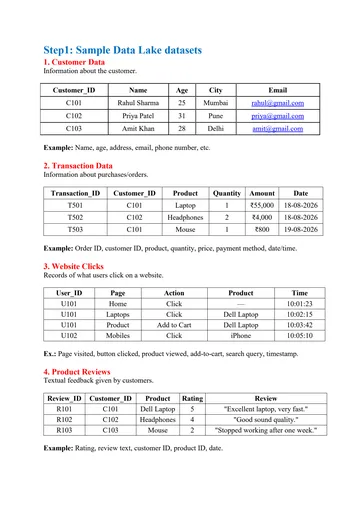 Step1: Sample Data Lake datasets
1. Customer Data
Information about the customer.
Customer_ID Name Age City Email
C101 Rahul Sharma 25 Mumbai rahul@gmail.com
C102 Priya Patel 31 Pune priya@gmail.com
C103 Amit Khan 28 Delhi amit@gmail.com
Example: Name, age, address, email, phone number, etc.
2. Transaction Data
Information about purchases/orders.
Transaction_ID Customer_ID Product Quantity Amount Date
T501 C101 Laptop 1 ₹55,000 18-08-2026
T502 C102 Headphones 2 ₹4,000 18-08-2026
T503 C101 Mouse 1 ₹800 19-08-2026
Example: Order ID, customer ID, product, quantity, price, payment method, date/time.
3. Website Clicks
Records of what users click on a website.
User_ID Page Action Product Time
U101 Home Click — 10:01:23
U101 Laptops Click Dell Laptop 10:02:15
U101 Product Add to Cart Dell Laptop 10:03:42
U102 Mobiles Click iPhone 10:05:10
Ex.: Page visited, button clicked, product viewed, add-to-cart, search query, timestamp.
4. Product Reviews
Textual feedback given by customers.
Review_ID Customer_ID Product Rating Review
R101 C101 Dell Laptop 5 "Excellent laptop, very fast."
R102 C102 Headphones 4 "Good sound quality."
R103 C103 Mouse 2 "Stopped working after one week."
Example: Rating, review text, customer ID, product ID, date.